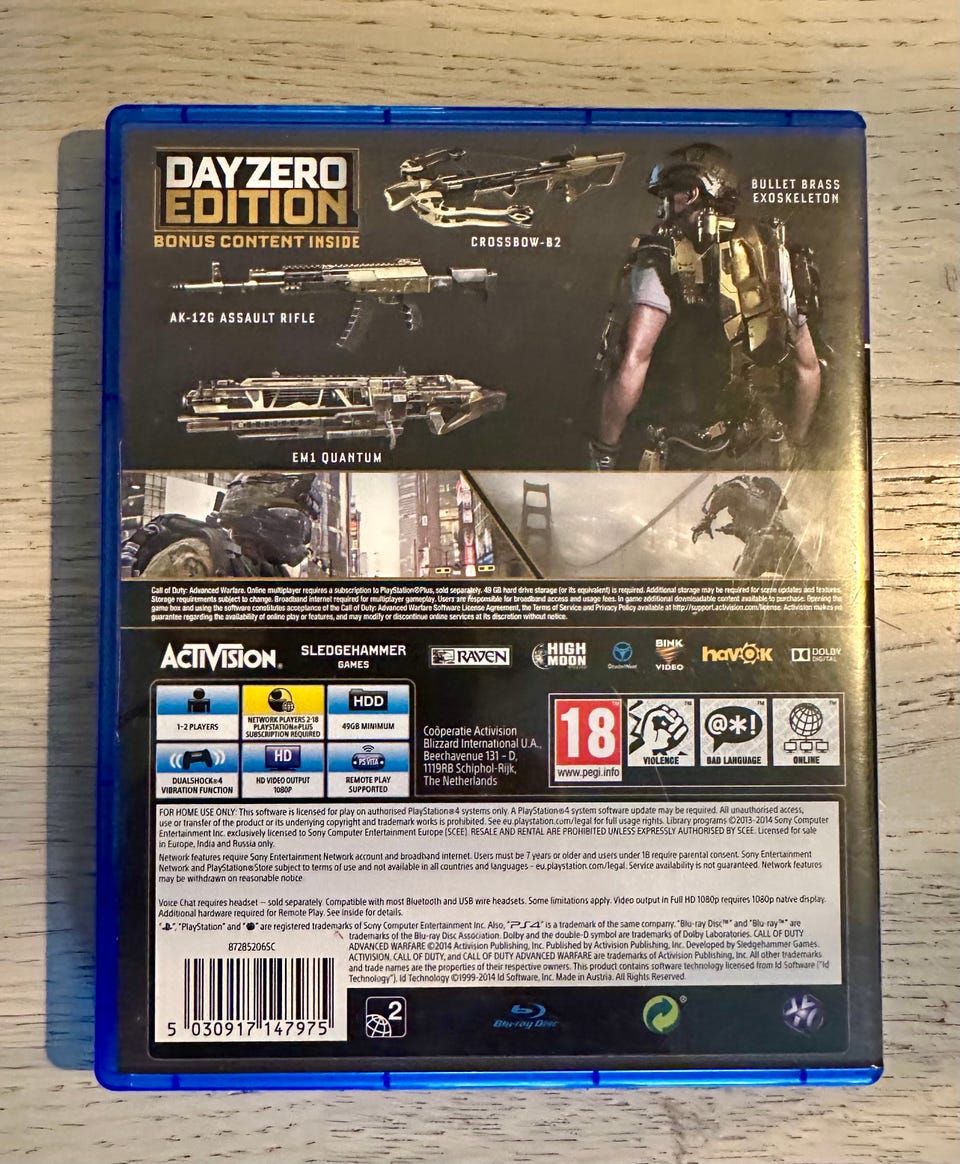 DAY ZERO
EDITION
BONUS CONTENT INSIDE
CROSSBOW-B2
BULLET BRASS
EXOSKELETON
AK-12G ASSAULT RIFLE
EM1 QUANTUM
Call of Duty: Advanced Warfare. Online multiplayer requires a subscription to PlayStation®Plus, sold separately. 49 GB hard drive storage (or its equivalent) is required. Additional storage may be required for some updates and features.
Storage requirements subject to change. Broadband internet required for multiplayer gameplay. Users are responsible for broadband access and usage fees. In game additional downloadable content available to purchase. Opening the
game box and using the software constitutes acceptance of the Call of Duty: Advanced Warfare Software License Agreement, the Terms of Service and Privacy Policy available at http://support.activision.com/license. Activision makes no
guarantee regarding the availability of online play or features, and may modify or discontinue online services at its discretion without notice.
ACTIVISION.
SLEDGEHAMMER
GAMES
RAVEN
HIGH
MOON
BINK
VIDEO
havok
DOLBY
DIGITAL
1-2 PLAYERS
NETWORK PLAYERS 2-18
PLAYSTATION®PLUS
SUBSCRIPTION REQUIRED
HDD
49GB MINIMUM
DUALSHOCK®4
VIBRATION FUNCTION
HD
HD VIDEO OUTPUT
1080P
PS VITA
REMOTE PLAY
SUPPORTED
Coöperatie Activision
Blizzard International U.A.,
Beechavenue 131 - D,
1119RB Schiphol-Rijk,
The Netherlands
18
www.pegi.info
VIOLENCE
@*!
BAD LANGUAGE
ONLINE
FOR HOME USE ONLY: This software is licensed for play on authorised PlayStation®4 systems only. A PlayStation®4 system software update may be required. All unauthorised access,
use or transfer of the product or its underlying copyright and trademark works is prohibited. See eu.playstation.com/legal for full usage rights. Library programs ©2013-2014 Sony Computer
Entertainment Inc. exclusively licensed to Sony Computer Entertainment Europe (SCEE). RESALE AND RENTAL ARE PROHIBITED UNLESS EXPRESSLY AUTHORISED BY SCEE. Licensed for sale
in Europe, India and Russia only.
Network features require Sony Entertainment Network account and broadband internet. Users must be 7 years or older and users under 18 require parental consent. Sony Entertainment
Network and PlayStation®Store subject to terms of use and not available in all countries and languages - eu.playstation.com/legal. Service availability is not guaranteed. Network features
may be withdrawn on reasonable notice.
Voice Chat requires headset – sold separately. Compatible with most Bluetooth and USB wire headsets. Some limitations apply. Video output in Full HD 1080p requires 1080p native display.
Additional hardware required for Remote Play. See inside for details.
" ", "PlayStation" and " " are registered trademarks of Sony Computer Entertainment Inc. Also, "PS4" is a trademark of the same company. "Blu-ray Disc™" and "Blu-ray™" are
trademarks of the Blu-ray Disc Association. Dolby and the double-D symbol are trademarks of Dolby Laboratories. CALL OF DUTY
ADVANCED WARFARE ©2014 Activision Publishing, Inc. Published by Activision Publishing, Inc. Developed by Sledgehammer Games.
ACTIVISION, CALL OF DUTY, and CALL OF DUTY ADVANCED WARFARE are trademarks of Activision Publishing, Inc. All other trademarks
and trade names are the properties of their respective owners. This product contains software technology licensed from Id Software ("Id
Technology"). Id Technology ©1999-2014 Id Software, Inc. Made in Austria. All Rights Reserved.
87285206SC
5 030917 147975
2
Blu-ray Disc